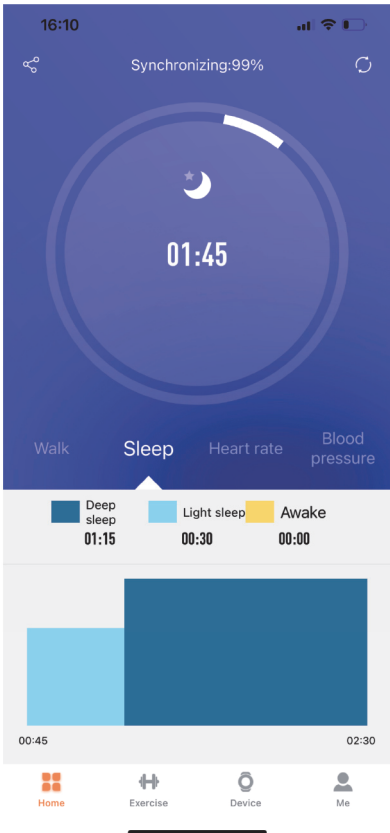 16:10
Synchronizing:99%
01:45
Walk
Sleep
Heart rate
Blood
pressure
Deep
sleep
Light sleep
Awake
01:15
00:30
00:00
00:45
02:30
Home
Exercise
Device
Me